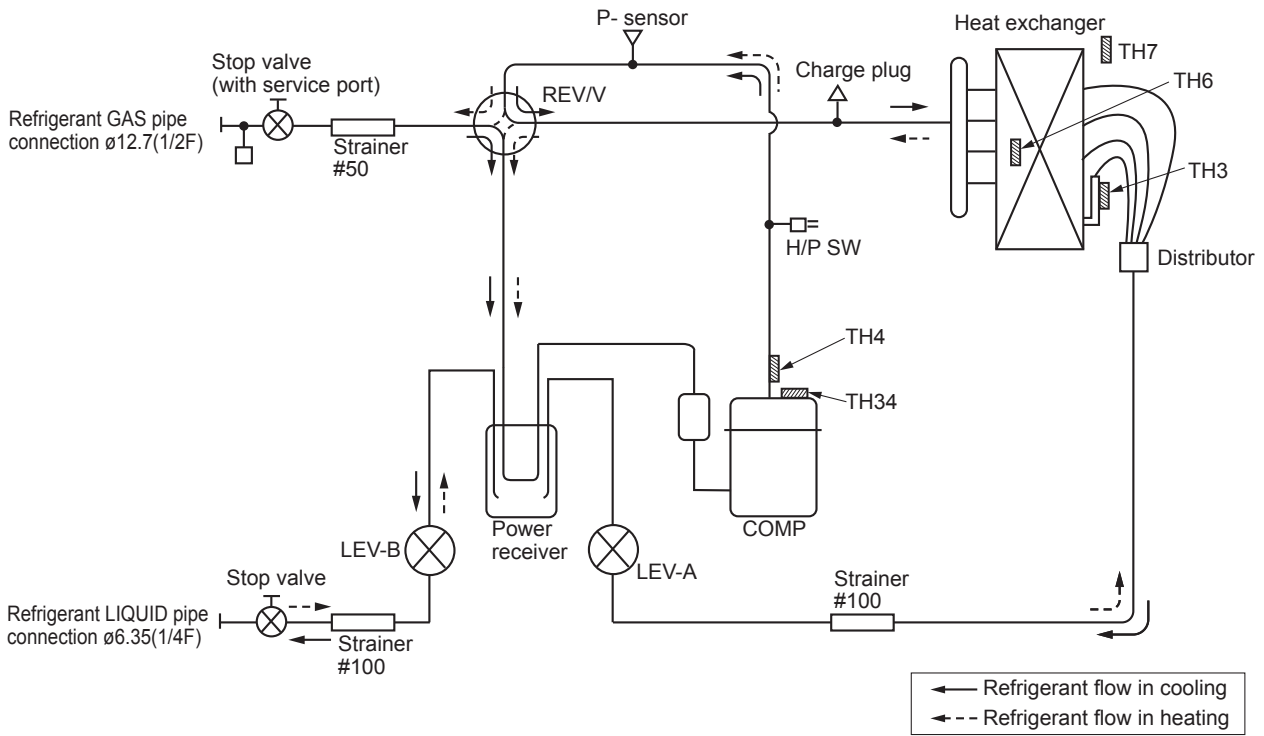 P- sensor
Heat exchanger
TH7
Stop valve
(with service port)
Charge plug
TH6
REV/V
Refrigerant GAS pipe
connection ø12.7(1/2F)
Strainer
#50
TH3
H/P SW
Distributor
TH4
TH34
Power
receiver
COMP
LEV-B
LEV-A
Stop valve
Strainer
#100
Refrigerant LIQUID pipe
connection ø6.35(1/4F)
Strainer
#100
Refrigerant flow in cooling
Refrigerant flow in heating